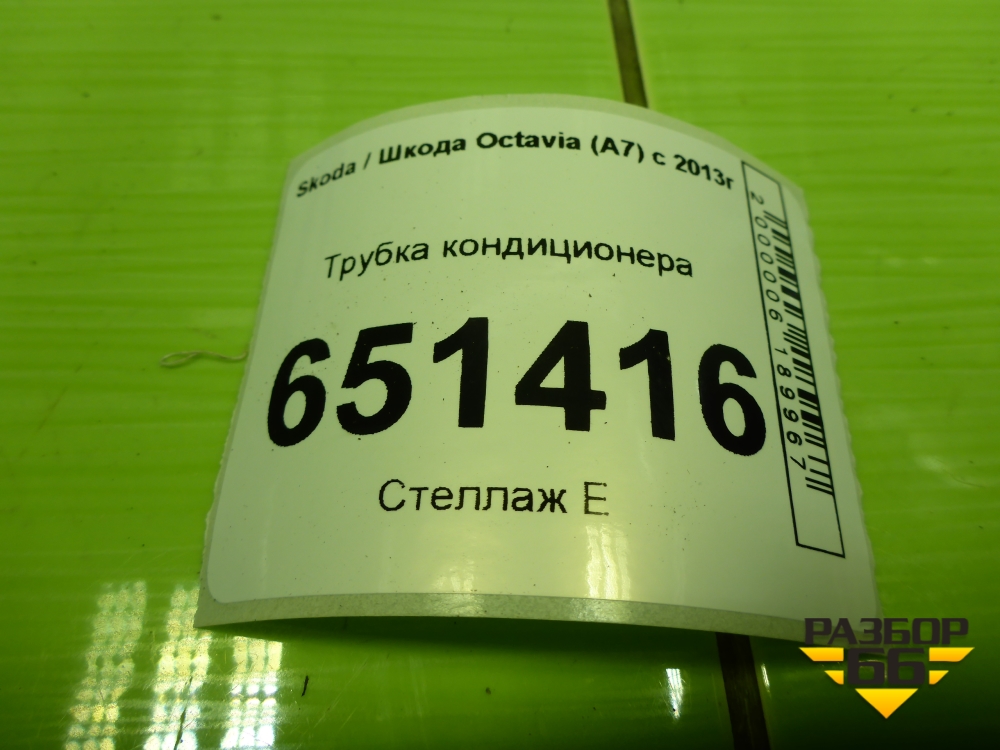 Skoda / Шкода Octavia (A7) с 2013г
Трубка кондиционера
651416
Стеллаж Е
2000006189967
РАЗБОР
66